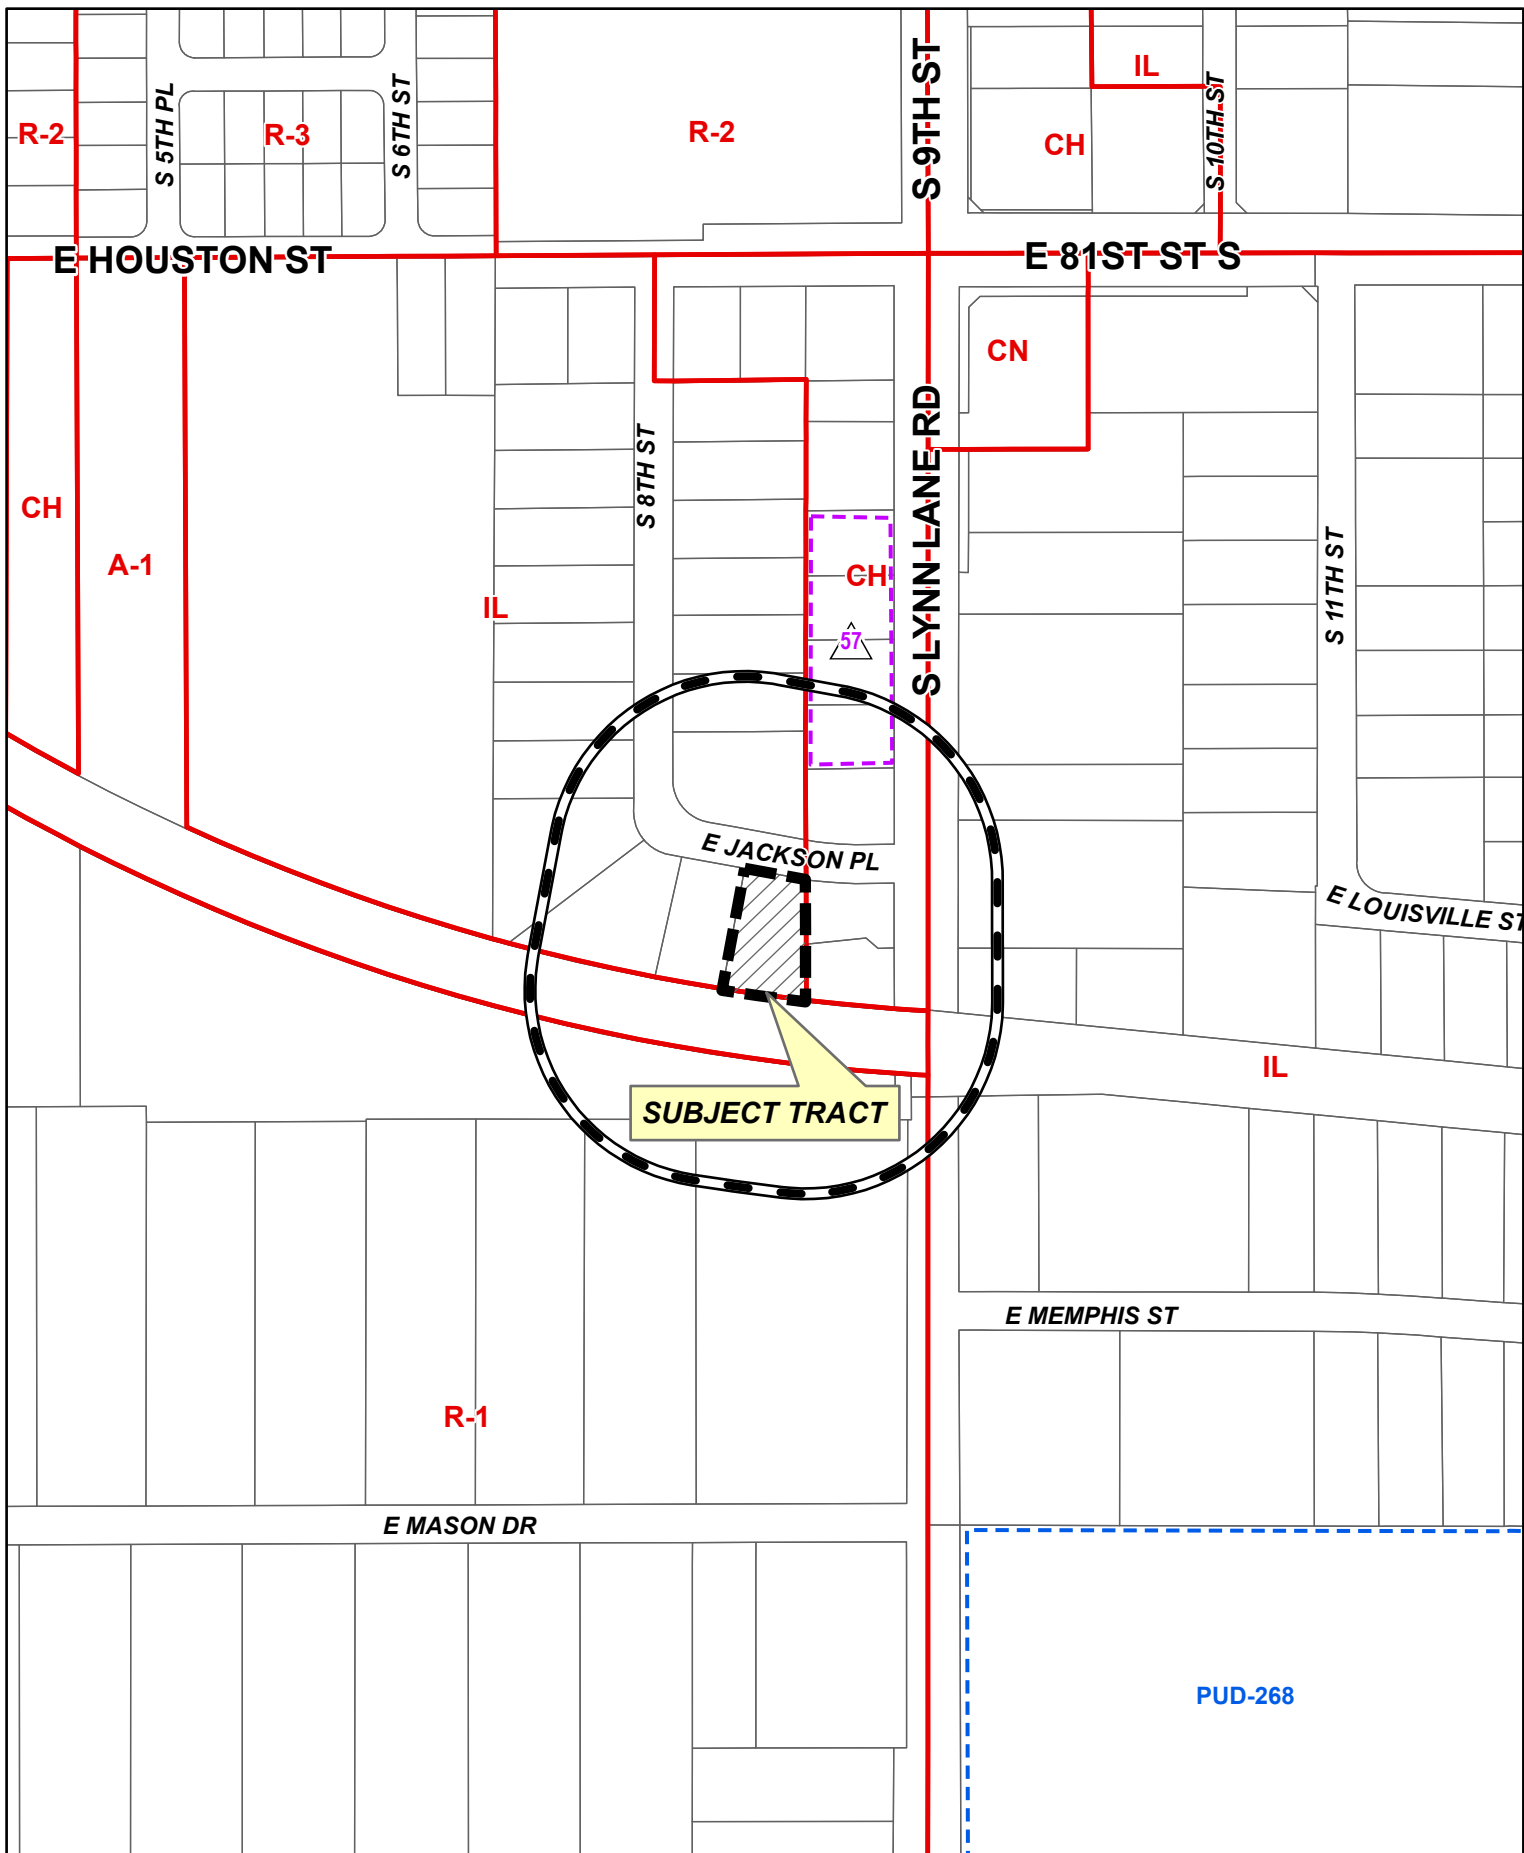 S 9TH ST
IL
S 10TH ST
S 5TH PL
S 6TH ST
R-2
R-3
R-2
CH
E HOUSTON ST
E 81ST ST S
CN
S LYNN LANE RD
S 8TH ST
CH
A-1
IL
CH
57
S 11TH ST
E JACKSON PL
E LOUISVILLE ST
IL
SUBJECT TRACT
E MEMPHIS ST
R-1
E MASON DR
PUD-268